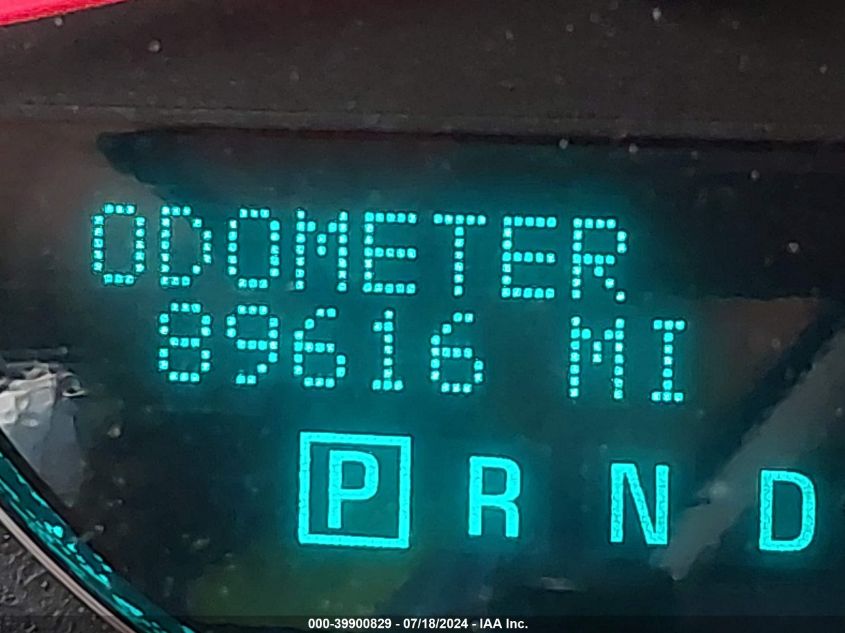 ODOMETER
89616 MI
P R N D
000-39900829 - 07/18/2024 - IAA Inc.